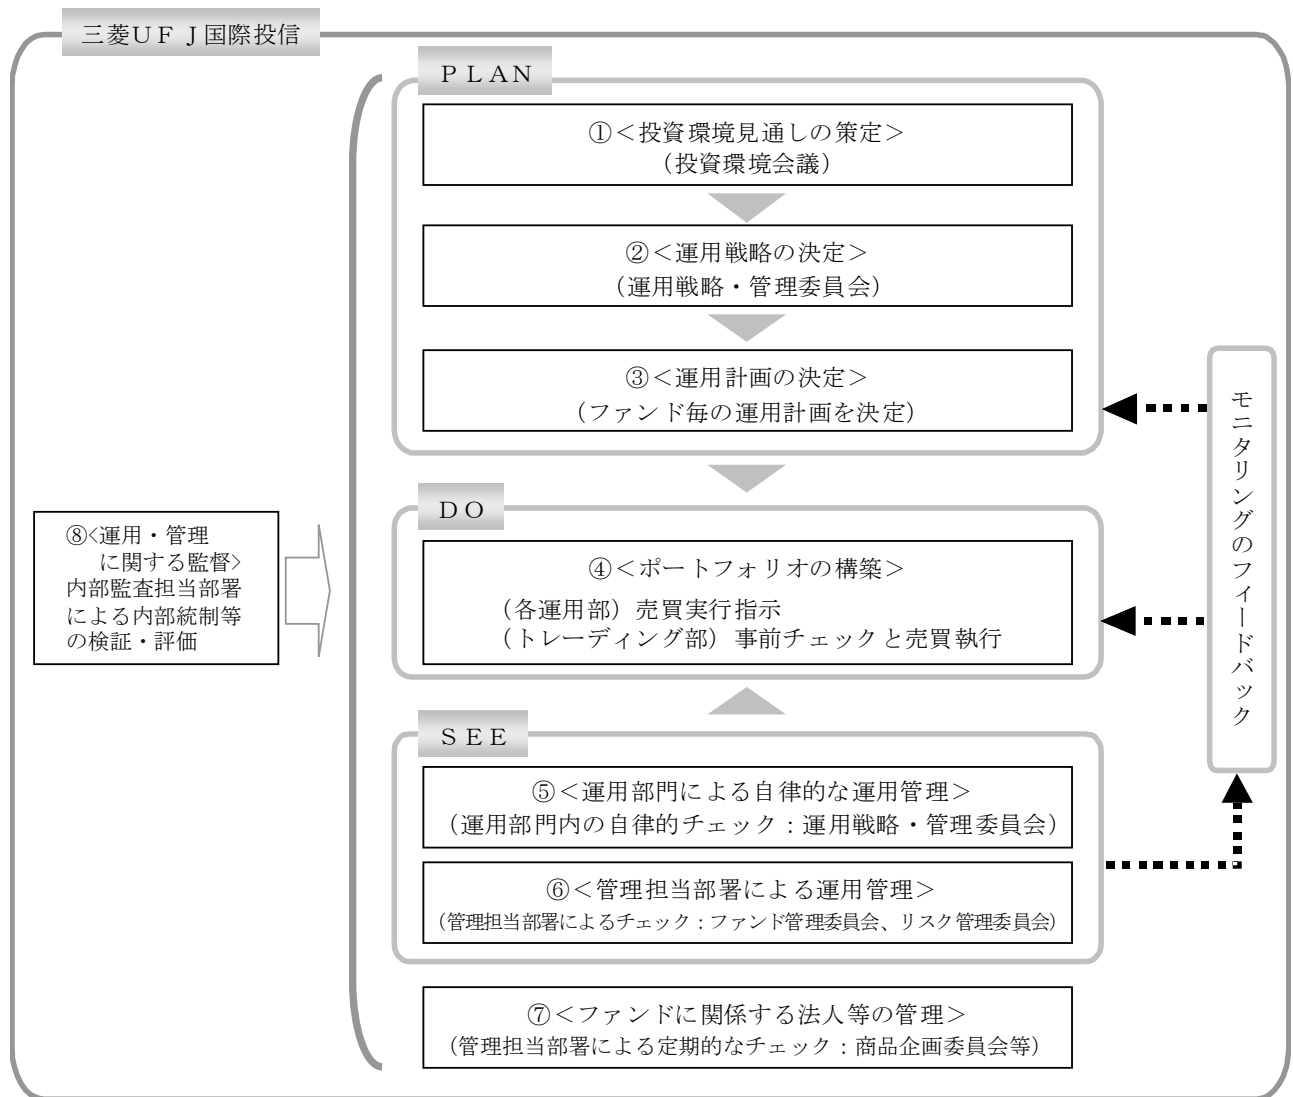 三菱ＵＦＪ国際投信
ＰＬＡＮ
①＜投資環境見通しの策定＞
（投資環境会議）
②＜運用戦略の決定＞
（運用戦略・管理委員会）
③＜運用計画の決定＞
（ファンド毎の運用計画を決定）
ＤＯ
④＜ポートフォリオの構築＞
（各運用部）売買実行指示
（トレーディング部）事前チェックと売買執行
ＳＥＥ
⑤＜運用部門による自律的な運用管理＞
（運用部門内の自律的チェック：運用戦略・管理委員会）
⑥＜管理担当部署による運用管理＞
（管理担当部署によるチェック：ファンド管理委員会、リスク管理委員会）
⑦＜ファンドに関係する法人等の管理＞
（管理担当部署による定期的なチェック：商品企画委員会等）
⑧<運用・管理
に関する監督>
内部監査担当部署
による内部統制等
の検証・評価
モニタリングのフィードバック